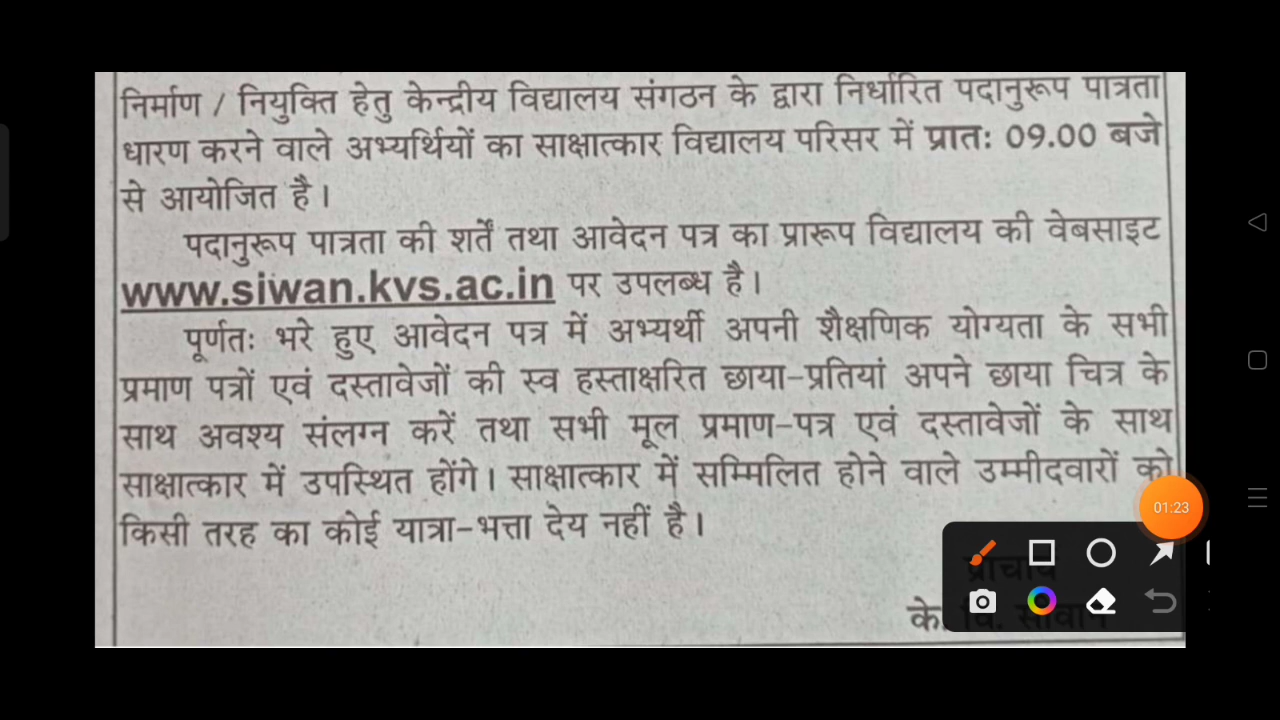 निर्माण / नियुक्ति हेतु केन्द्रीय विद्यालय संगठन के द्वारा निर्धारित पदानुरूप पात्रता
धारण करने वाले अभ्यर्थियों का साक्षात्कार विद्यालय परिसर में प्रातः 09.00 बजे
से आयोजित है।
पदानुरूप पात्रता की शर्तें तथा आवेदन पत्र का प्रारूप विद्यालय की वेबसाइट
www.siwan.kvs.ac.in पर उपलब्ध है।
पूर्णतः भरे हुए आवेदन पत्र में अभ्यर्थी अपनी शैक्षणिक योग्यता के सभी
प्रमाण पत्रों एवं दस्तावेजों की स्व हस्ताक्षरित छाया-प्रतियां अपने छाया चित्र के
साथ अवश्य संलग्न करें तथा सभी मूल प्रमाण-पत्र एवं दस्तावेजों के साथ
साक्षात्कार में उपस्थित होंगे। साक्षात्कार में सम्मिलित होने वाले उम्मीदवारों को
01:23
किसी तरह का कोई यात्रा-भत्ता देय नहीं है।
प्राचार्य
के. वि. सीवान